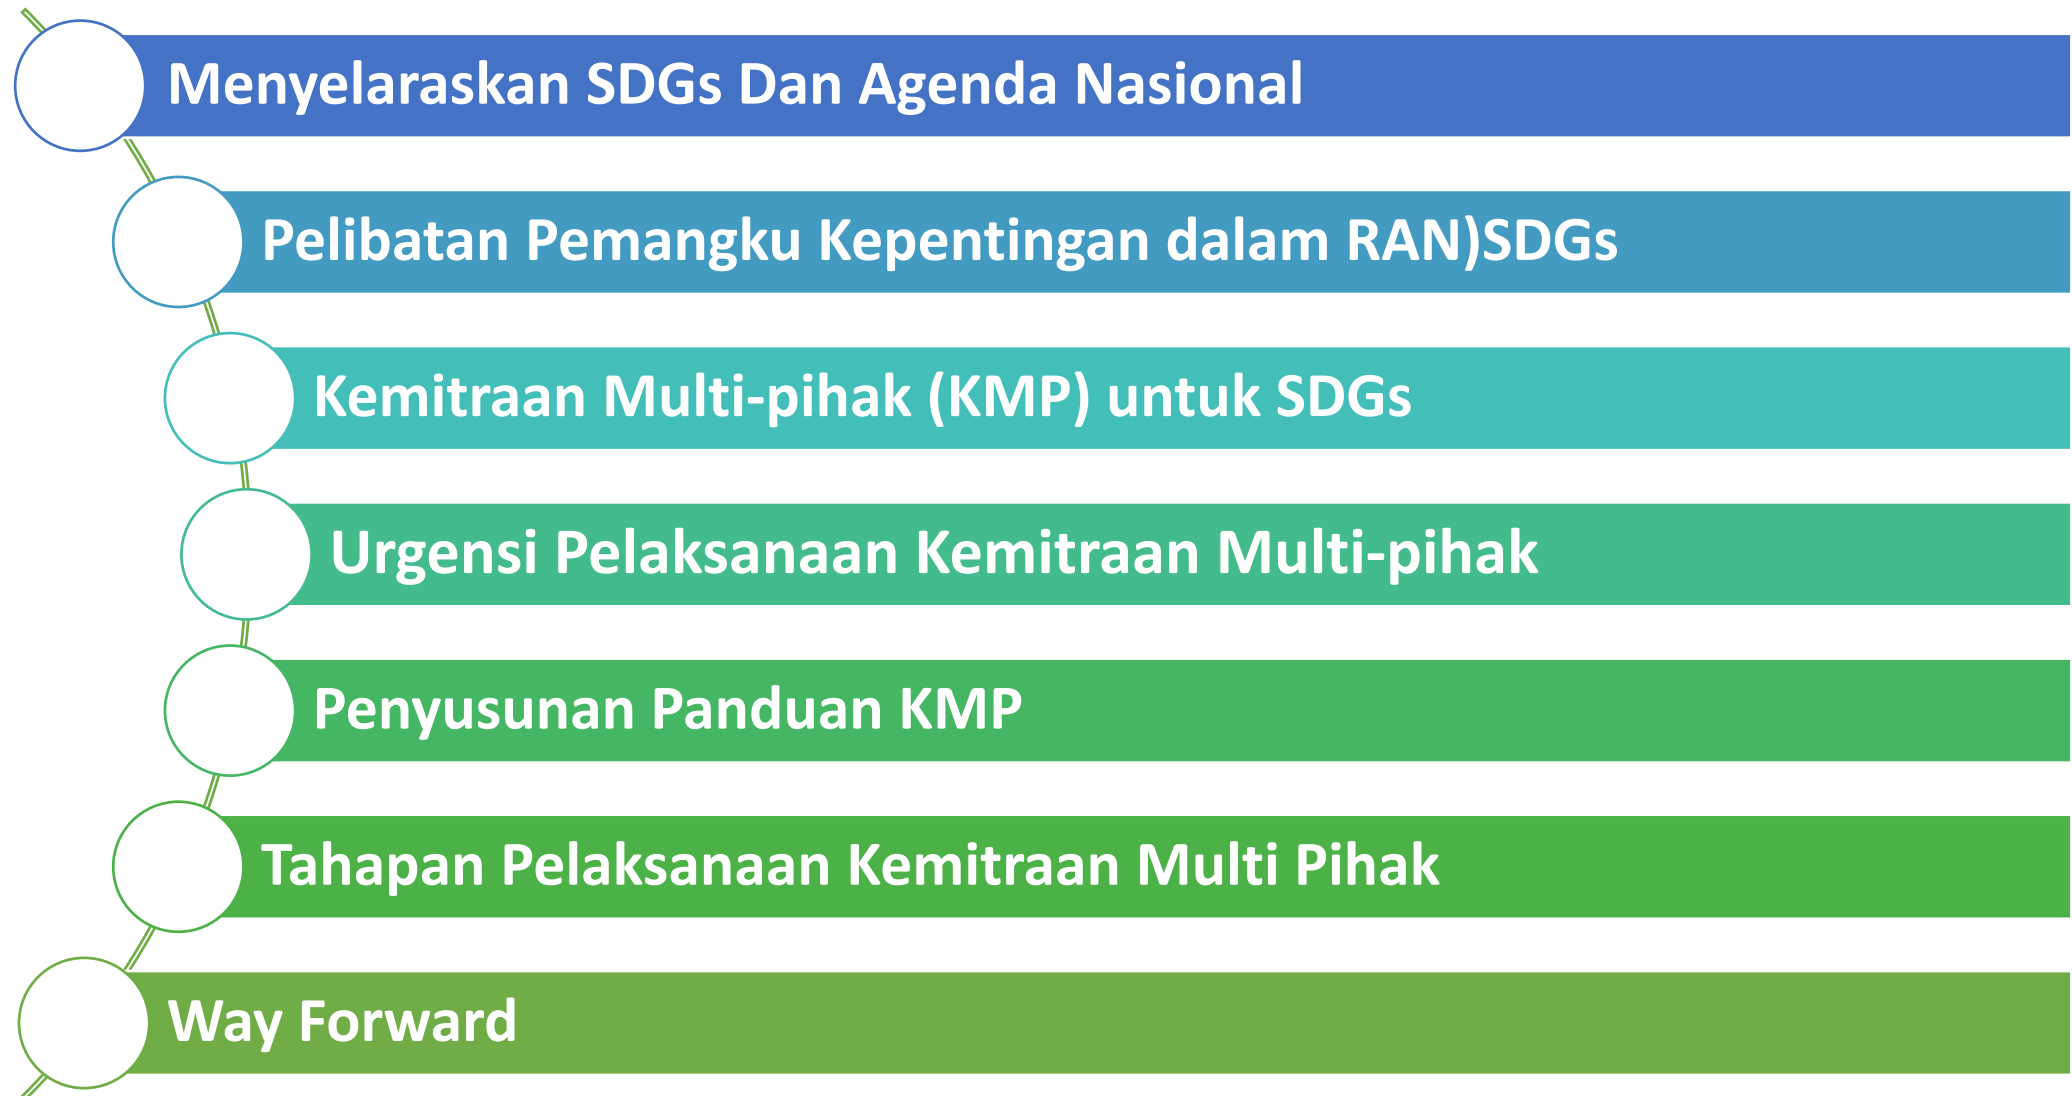 Menyelaraskan SDGs Dan Agenda Nasional
Pelibatan Pemangku Kepentingan dalam RAN)SDGs
Kemitraan Multi-pihak (KMP) untuk SDGs
Urgensi Pelaksanaan Kemitraan Multi-pihak
Penyusunan Panduan KMP
Tahapan Pelaksanaan Kemitraan Multi Pihak
Way Forward